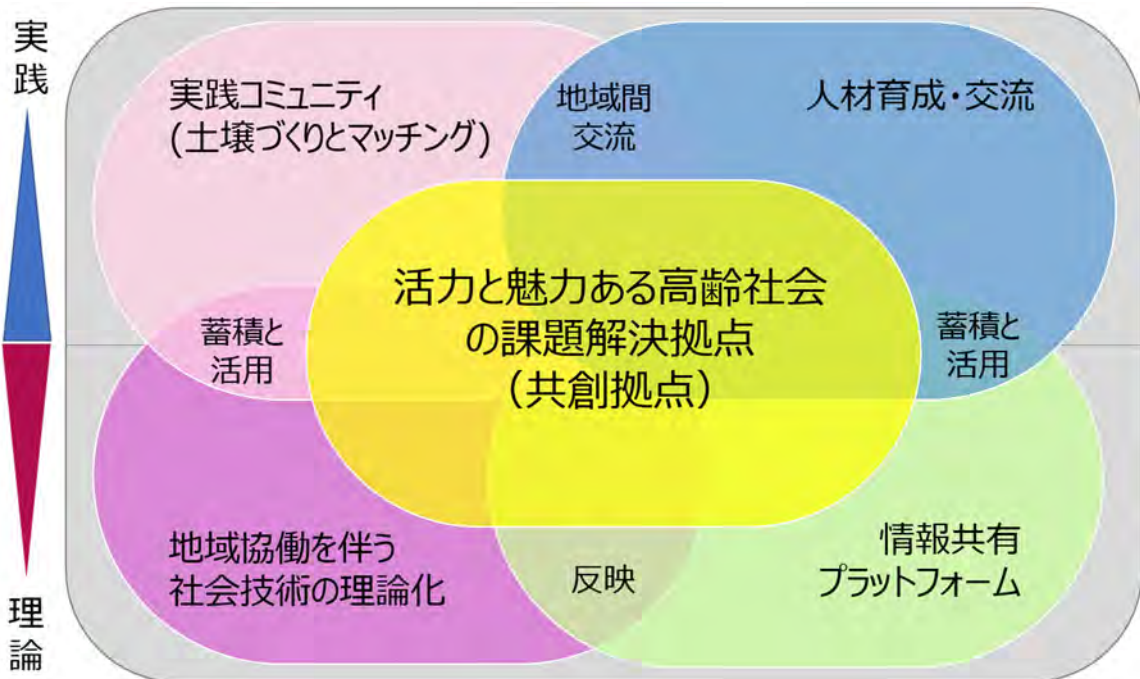 実践
実践コミュニティ
(土壌づくりとマッチング)
地域間
交流
人材育成・交流
活力と魅力ある高齢社会
の課題解決拠点
（共創拠点）
蓄積と
活用
蓄積と
活用
地域協働を伴う
社会技術の理論化
反映
情報共有
プラットフォーム
理論